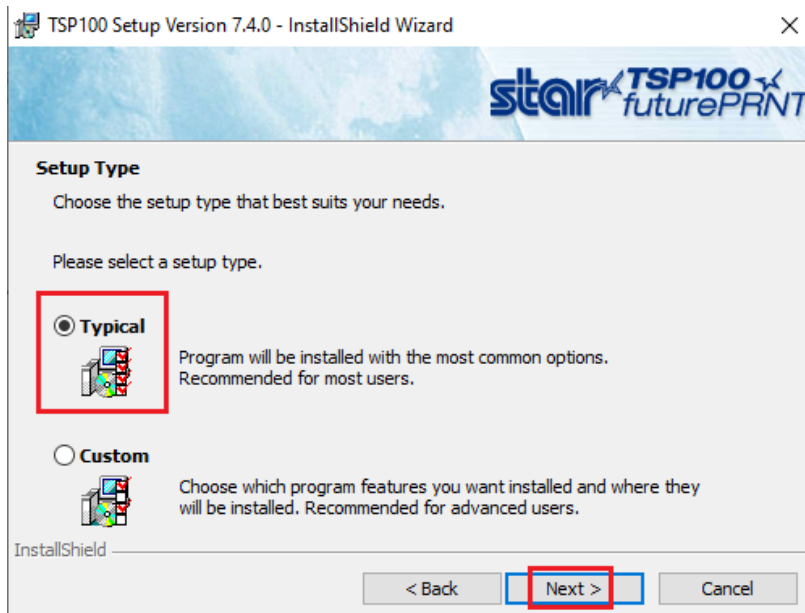 TSP100 Setup Version 7.4.0 - InstallShield Wizard
star TSP100
futurePRNT
Setup Type
Choose the setup type that best suits your needs.
Please select a setup type.
Typical
Program will be installed with the most common options.
Recommended for most users.
Custom
Choose which program features you want installed and where they
will be installed. Recommended for advanced users.
InstallShield
< Back Next > Cancel